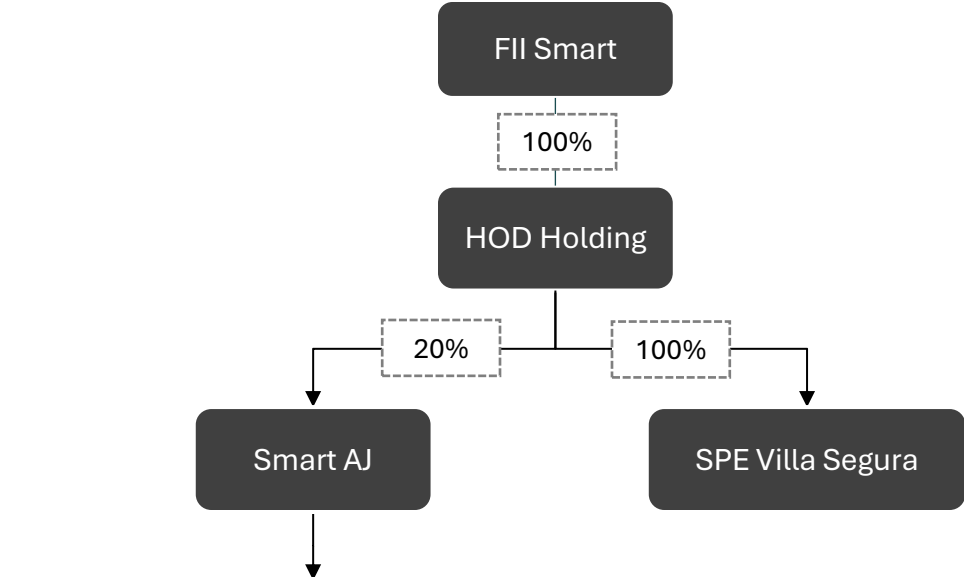 FII Smart
100%
HOD Holding
20%
100%
Smart AJ
SPE Villa Segura